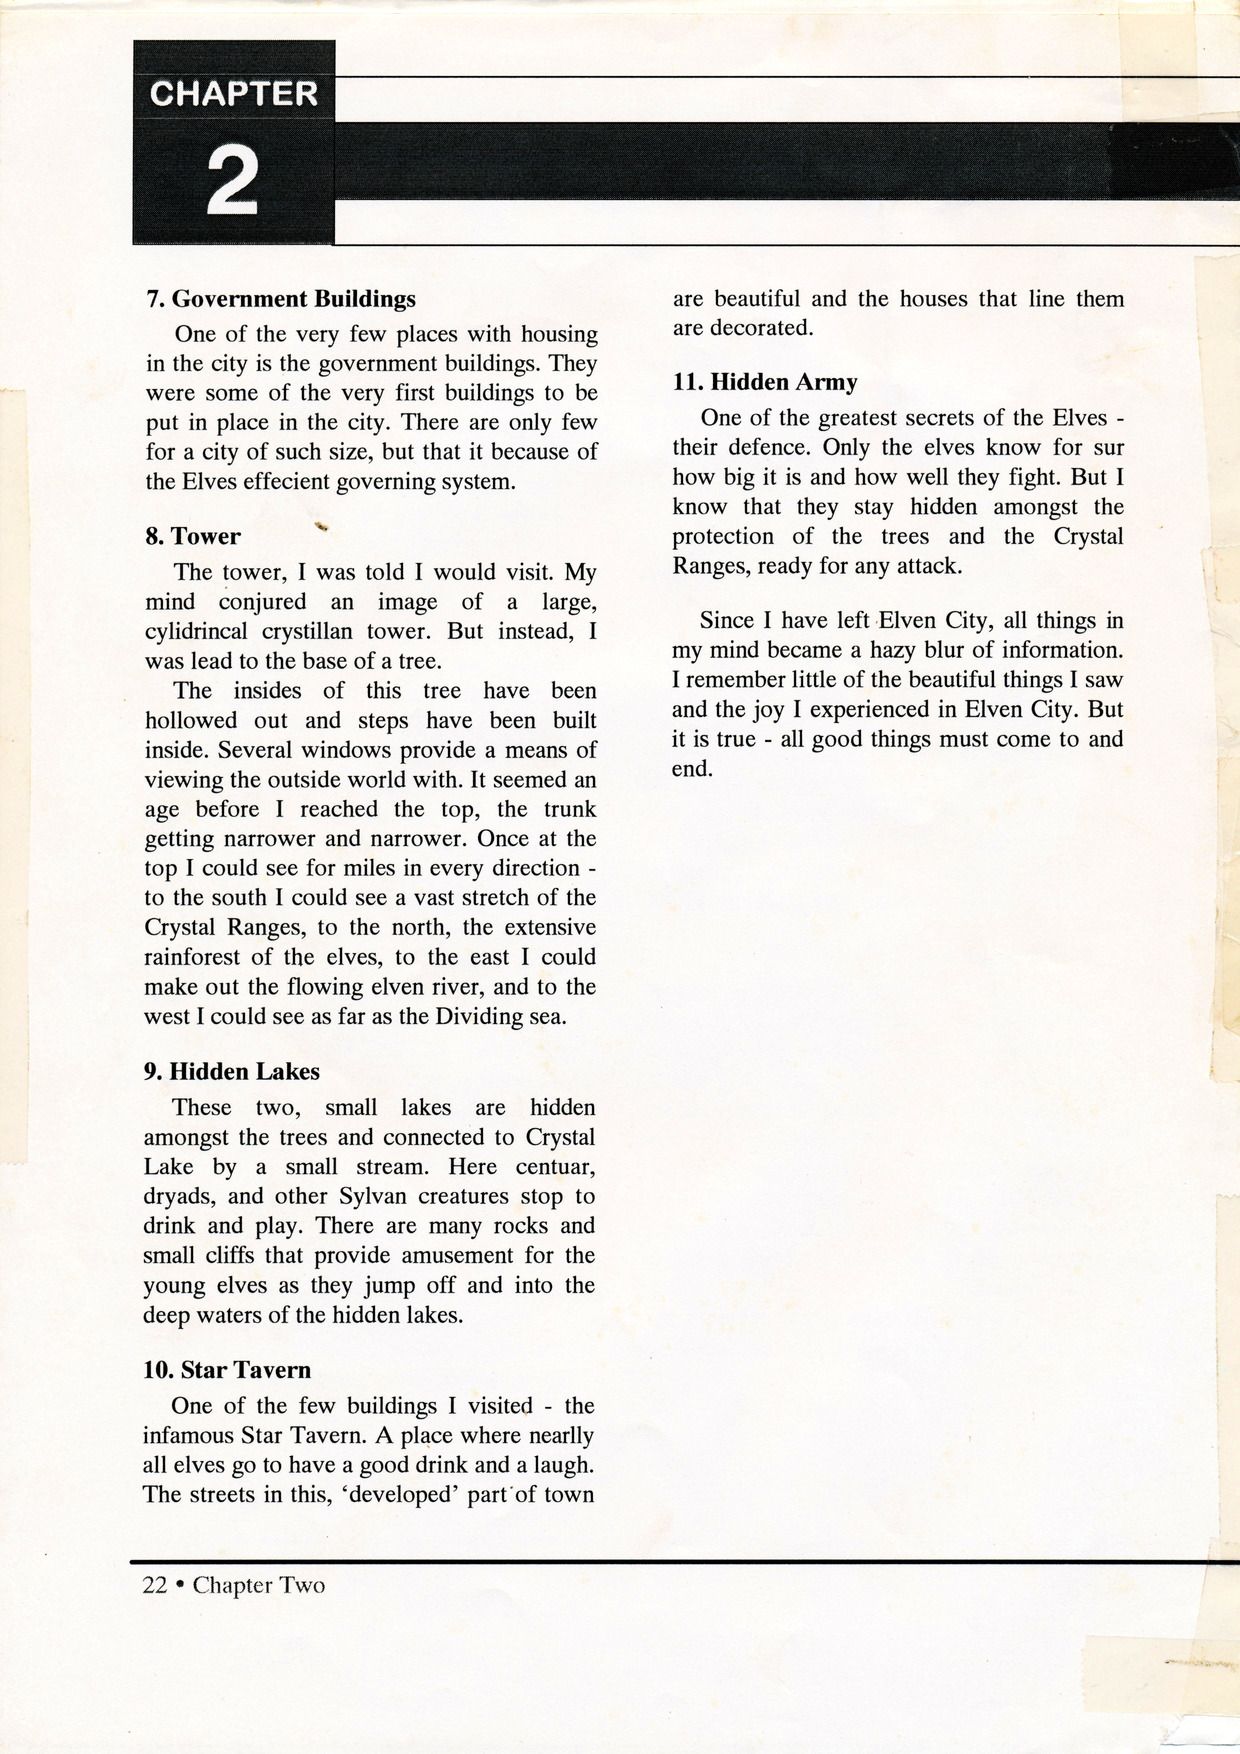 CHAPTER
2
7. Government Buildings
One of the very few places with housing
in the city is the government buildings. They
were some of the very first buildings to be
put in place in the city. There are only few
for a city of such size, but that it because of
the Elves effecient governing system.
8. Tower
The tower, I was told I would visit. My
mind conjured an image of a large,
cylidrincal crystillan tower. But instead, I
was lead to the base of a tree.
The insides of this tree have been
hollowed out and steps have been built
inside. Several windows provide a means of
viewing the outside world with. It seemed an
age before I reached the top, the trunk
getting narrower and narrower. Once at the
top I could see for miles in every direction -
to the south I could see a vast stretch of the
Crystal Ranges, to the north, the extensive
rainforest of the elves, to the east I could
make out the flowing elven river, and to the
west I could see as far as the Dividing sea.
9. Hidden Lakes
These two, small lakes are hidden
amongst the trees and connected to Crystal
Lake by a small stream. Here centuar,
dryads, and other Sylvan creatures stop to
drink and play. There are many rocks and
small cliffs that provide amusement for the
young elves as they jump off and into the
deep waters of the hidden lakes.
10. Star Tavern
One of the few buildings I visited - the
infamous Star Tavern. A place where nearlly
all elves go to have a good drink and a laugh.
The streets in this, ‘developed’ part of town
are beautiful and the houses that line them
are decorated.
11. Hidden Army
One of the greatest secrets of the Elves -
their defence. Only the elves know for sur
how big it is and how well they fight. But I
know that they stay hidden amongst the
protection of the trees and the Crystal
Ranges, ready for any attack.
Since I have left Elven City, all things in
my mind became a hazy blur of information.
I remember little of the beautiful things I saw
and the joy I experienced in Elven City. But
it is true - all good things must come to and
end.
22 • Chapter Two